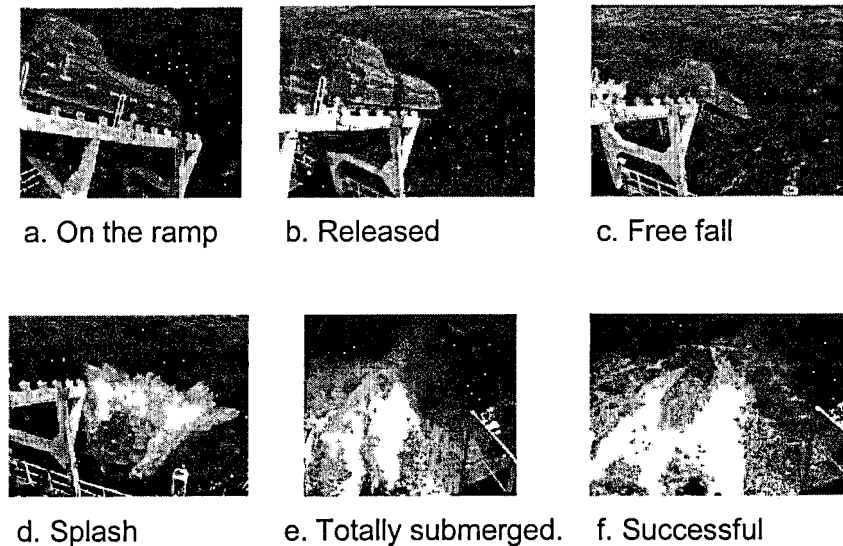 a. On the ramp
b. Released
c. Free fall
d. Splash
e. Totally submerged.
f. Successful